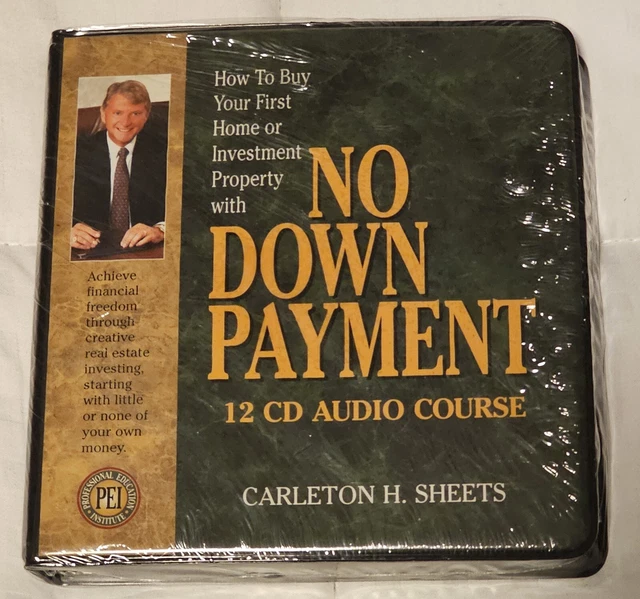 How To Buy
Your First
Home or
Investment
Property
with
NO
DOWN
PAYMENT
12 CD AUDIO COURSE
CARLETON H. SHEETS
Achieve
financial
freedom
through
creative
real estate
investing,
starting
with little
or none of
your own
money.
PROFESSIONAL EDUCATION
PEI
INSTITUTE